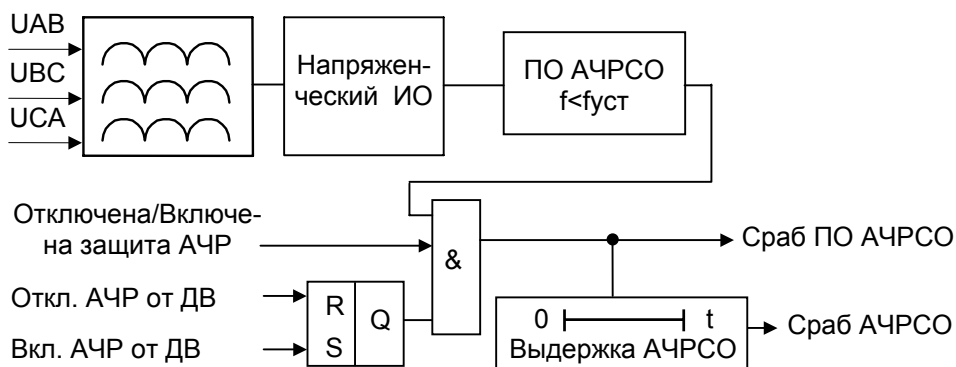 UAB
UBC
UCA
Напряжен-
ческий ИО
ПО АЧРСО
f<fуст
Отключена/Включе-
на защита АЧР
&
Сраб ПО АЧРСО
Откл. АЧР от ДВ
R
Q
S
Вкл. АЧР от ДВ
0
t
Выдержка АЧРСО
Сраб АЧРСО